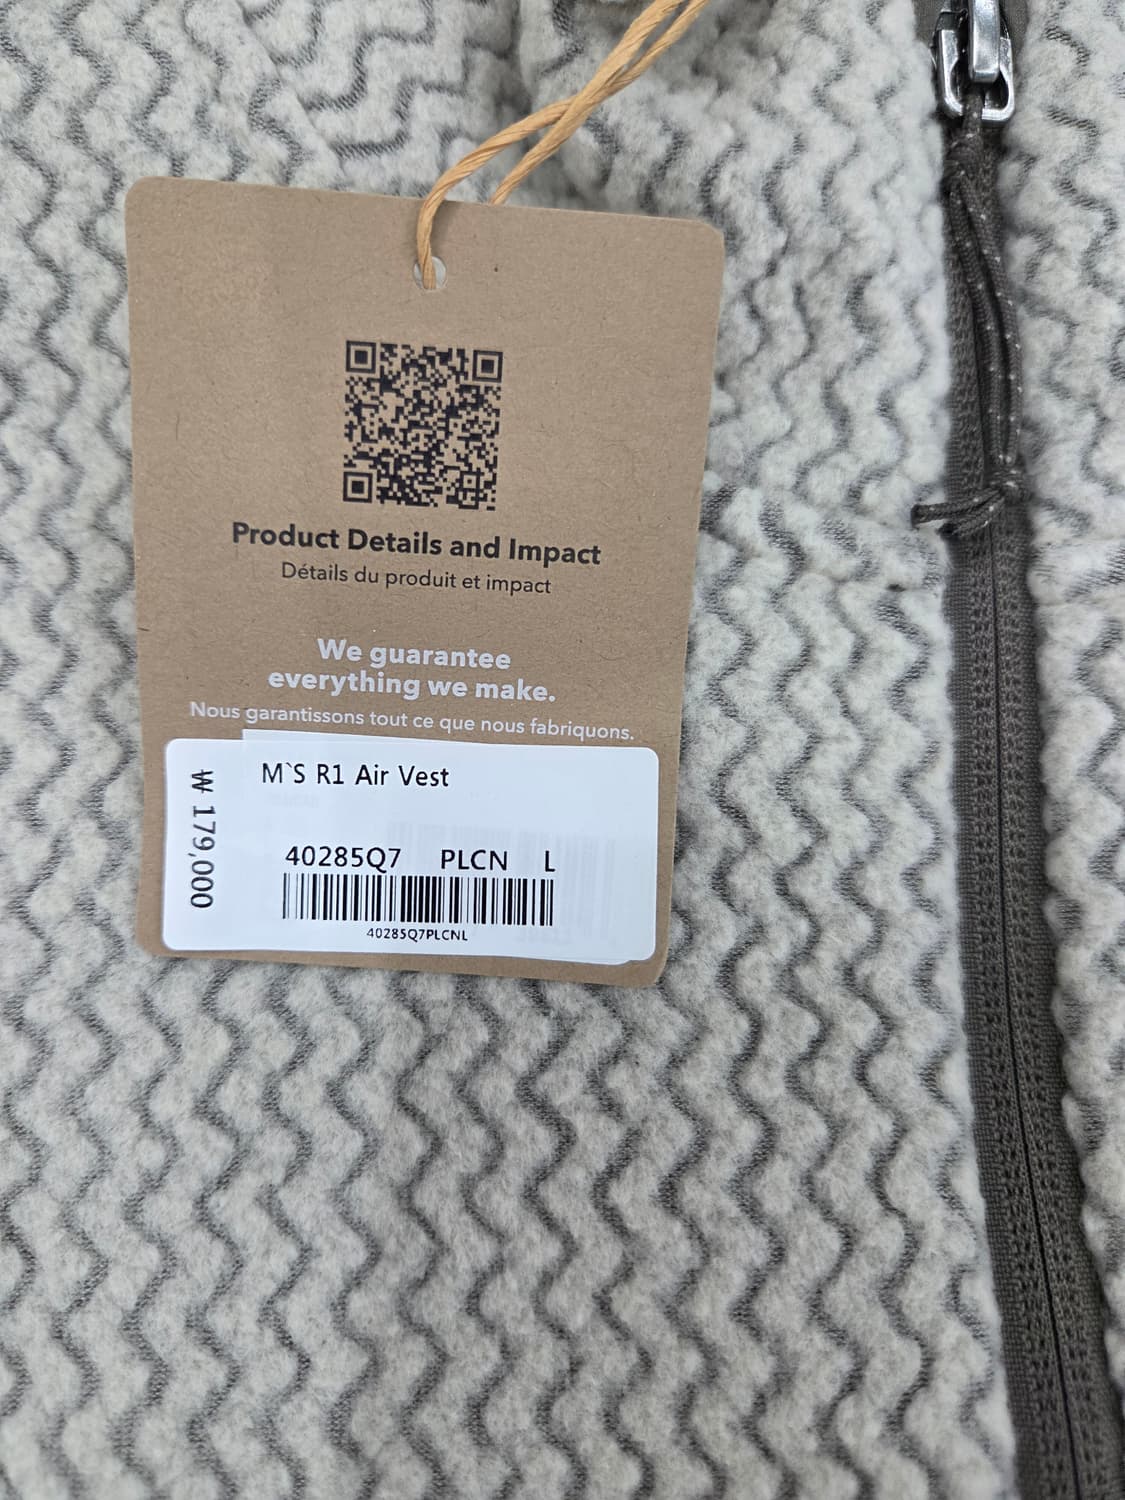 Product Details and Impact
Détails du produit et impact
We guarantee
everything we make.
Nous garantissons tout ce que nous fabriquons.
M`S R1 Air Vest
₩ 179,000
40285Q7 PLCN L
40285Q7PLCNL